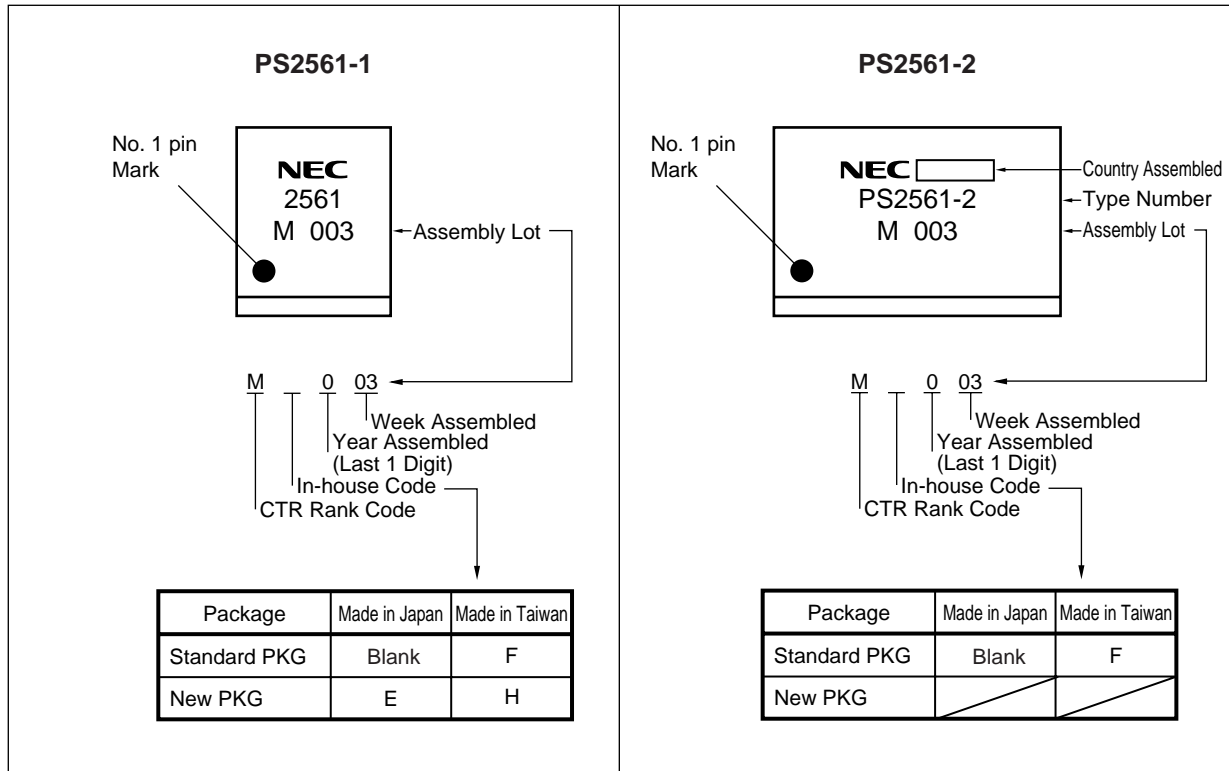 PS2561-1
No. 1 pin
Mark
NEC
2561
M 003
Assembly Lot
M 0 03
Week Assembled
Year Assembled
(Last 1 Digit)
In-house Code
CTR Rank Code
Package Made in Japan Made in Taiwan
Standard PKG Blank F
New PKG E H
PS2561-2
No. 1 pin
Mark
NEC
Country Assembled
PS2561-2
Type Number
M 003
Assembly Lot
M 0 03
Week Assembled
Year Assembled
(Last 1 Digit)
In-house Code
CTR Rank Code
Package Made in Japan Made in Taiwan
Standard PKG Blank F
New PKG